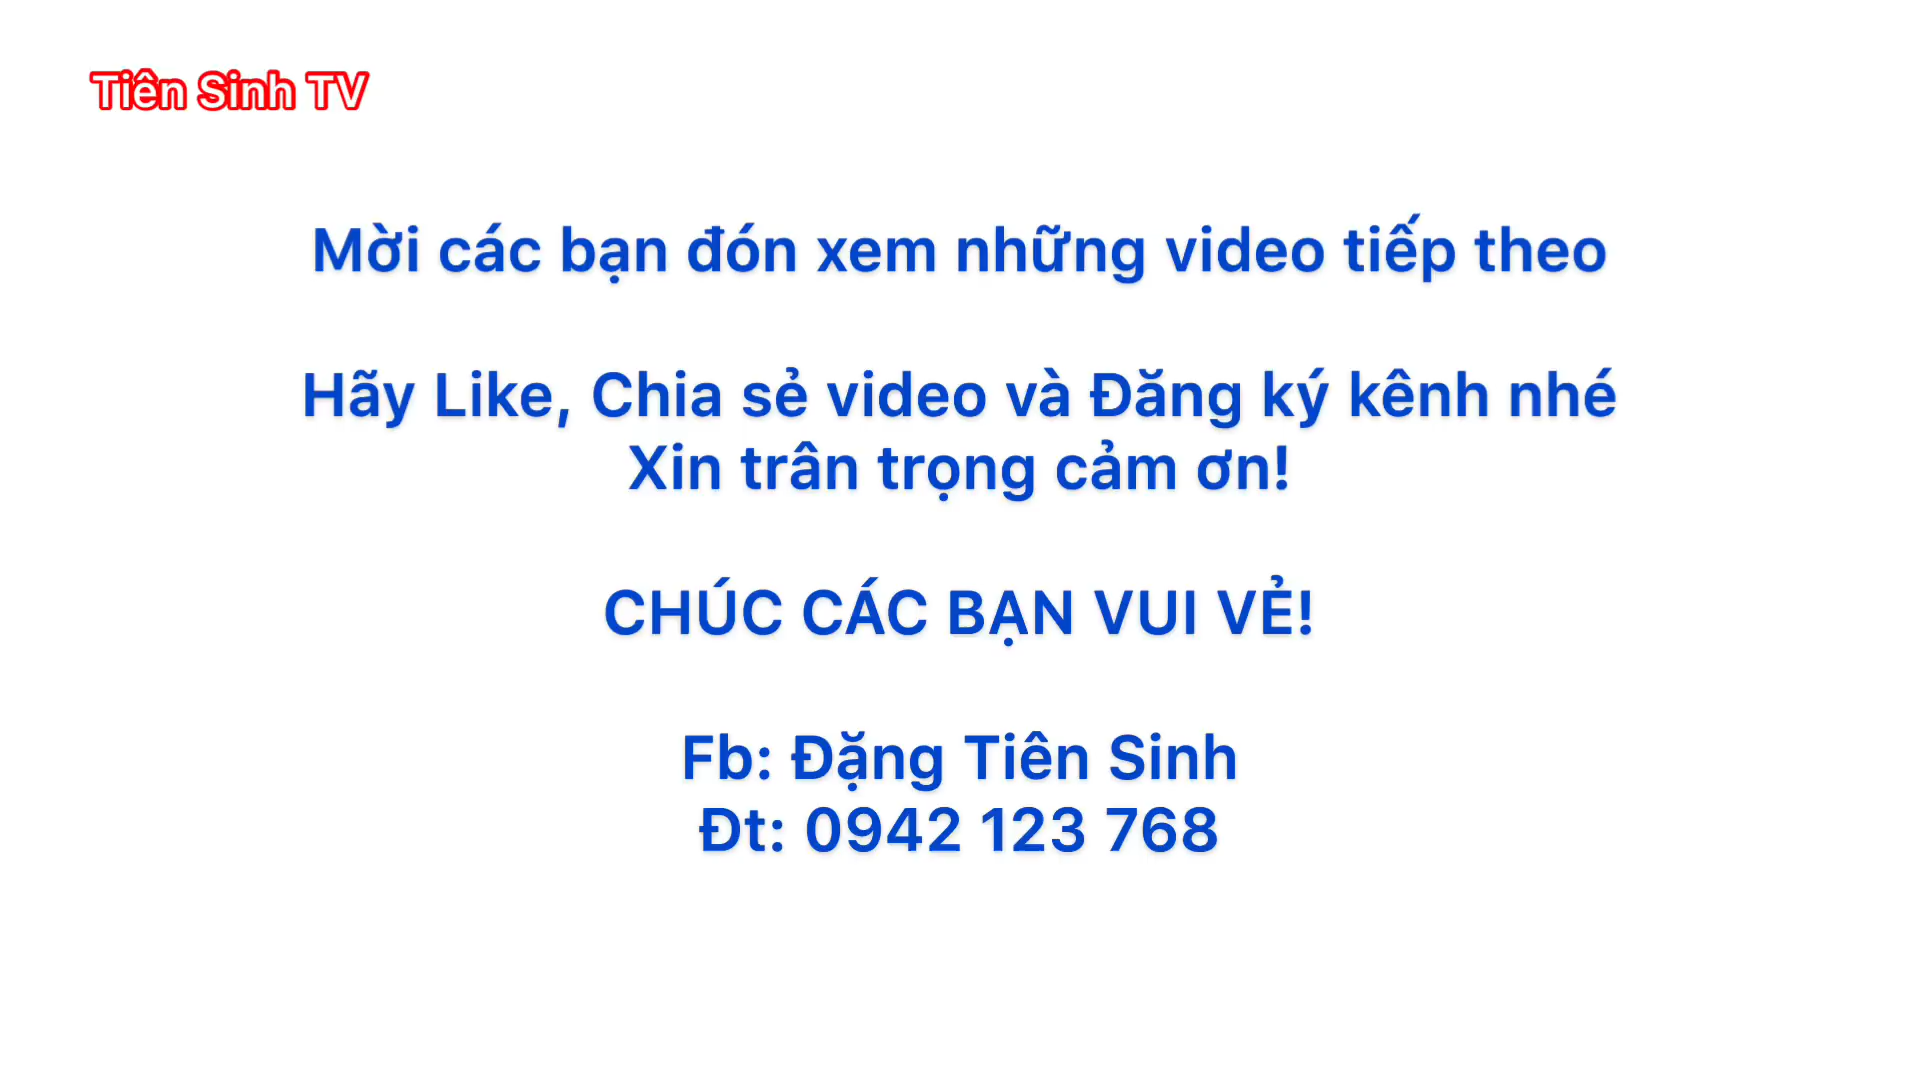 Tiên Sinh TV
Mời các bạn đón xem những video tiếp theo
Hãy Like, Chia sẻ video và Đăng ký kênh nhé
Xin trân trọng cảm ơn!
CHÚC CÁC BẠN VUI VẺ!
Fb: Đặng Tiên Sinh
Đt: 0942 123 768